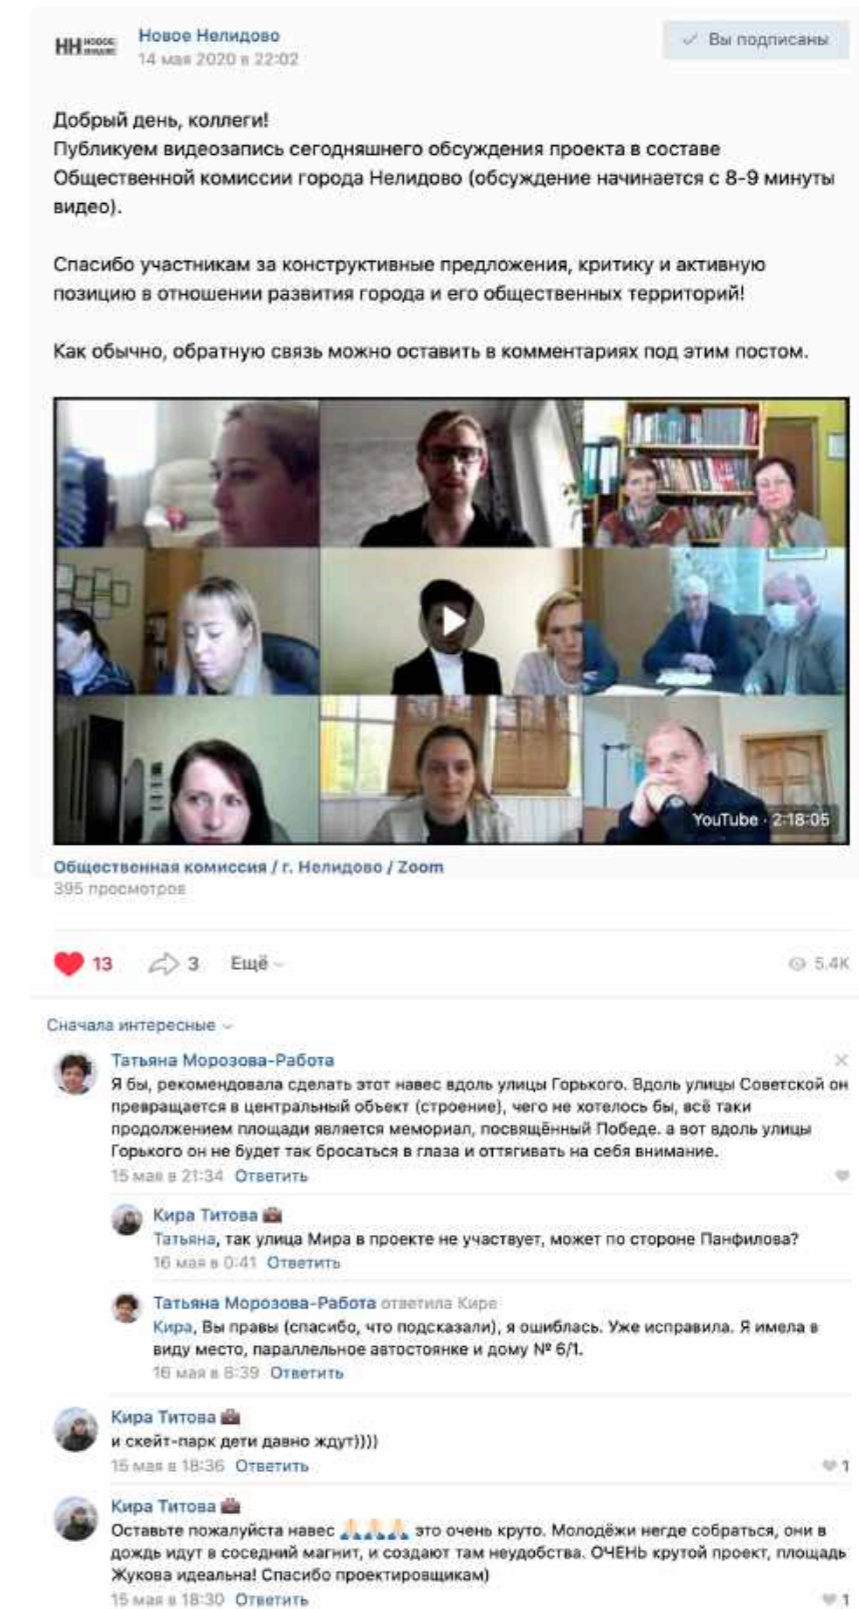 НН НОВОЕ
Новое Нелидово
14 мая 2020 в 22:02
Вы подписаны
Добрый день, коллеги!
Публикуем видеозапись сегодняшнего обсуждения проекта в составе
Общественной комиссии города Нелидово (обсуждение начинается с 8-9 минуты
видео).
Спасибо участникам за конструктивные предложения, критику и активную
позицию в отношении развития города и его общественных территорий!
Как обычно, обратную связь можно оставить в комментариях под этим постом.
YouTube · 2:18:05
Общественная комиссия / г. Нелидово / Zoom
395 просмотров
13
3
Ещё
5.4K
Сначала интересные
Татьяна Морозова-Работа
Я бы, рекомендовала сделать этот навес вдоль улицы Горького. Вдоль улицы Советской он
превращается в центральный объект (строение), чего не хотелось бы, всё таки
продолжением площади является мемориал, посвящённый Победе. а вот вдоль улицы
Горького он не будет так бросаться в глаза и оттягивать на себя внимание.
15 мая в 21:34 Ответить
Кира Титова
Татьяна, так улица Мира в проекте не участвует, может по стороне Панфилова?
16 мая в 0:41 Ответить
Татьяна Морозова-Работа ответила Кире
Кира, Вы правы (спасибо, что подсказали), я ошиблась. Уже исправила. Я имела в
виду место, параллельное автостоянке и дому № 6/1.
16 мая в 8:39 Ответить
Кира Титова
и скейт-парк дети давно ждут))))
15 мая в 18:36 Ответить
1
Кира Титова
Оставьте пожалуйста навес 🙏🏻🙏🏻🙏🏻 это очень круто. Молодёжи негде собраться, они в
дождь идут в соседний магнит, и создают там неудобства. ОЧЕНЬ крутой проект, площадь
Жукова идеальна! Спасибо проектировщикам)
15 мая в 18:30 Ответить
1